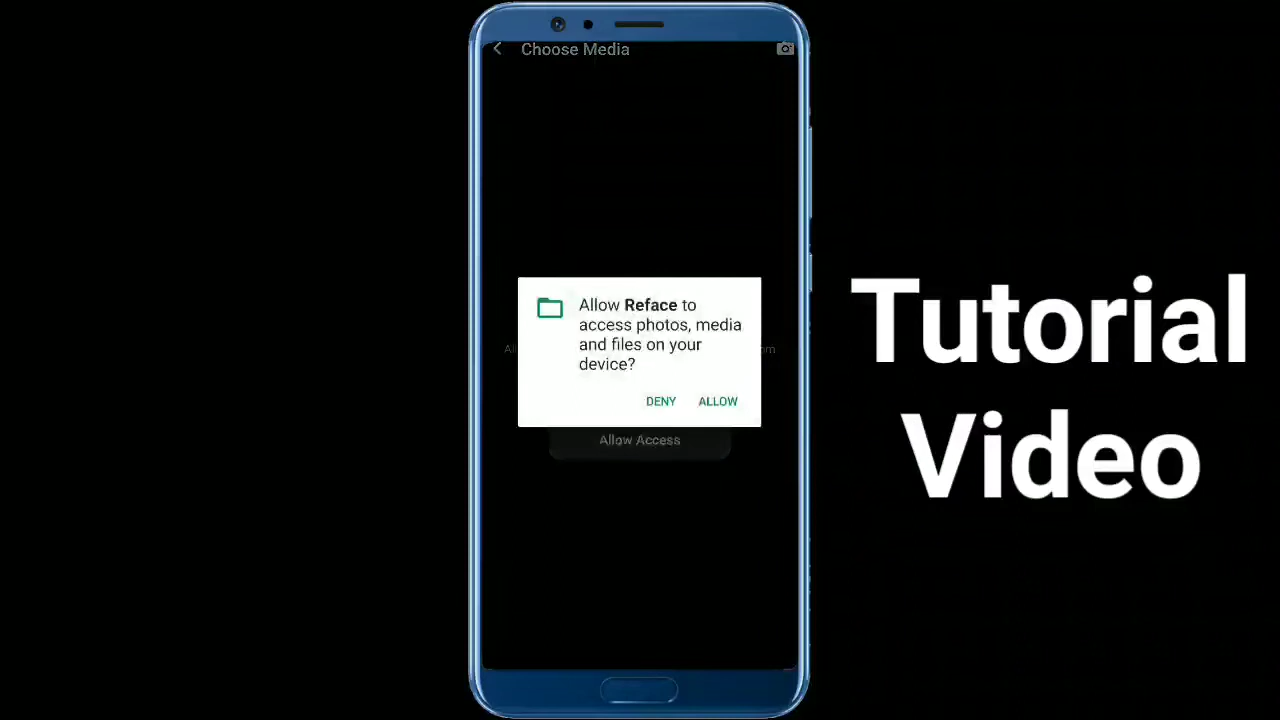 Choose Media
Allow Reface to
access photos, media
and files on your
device?
DENY ALLOW
Allow Access
Tutorial
Video